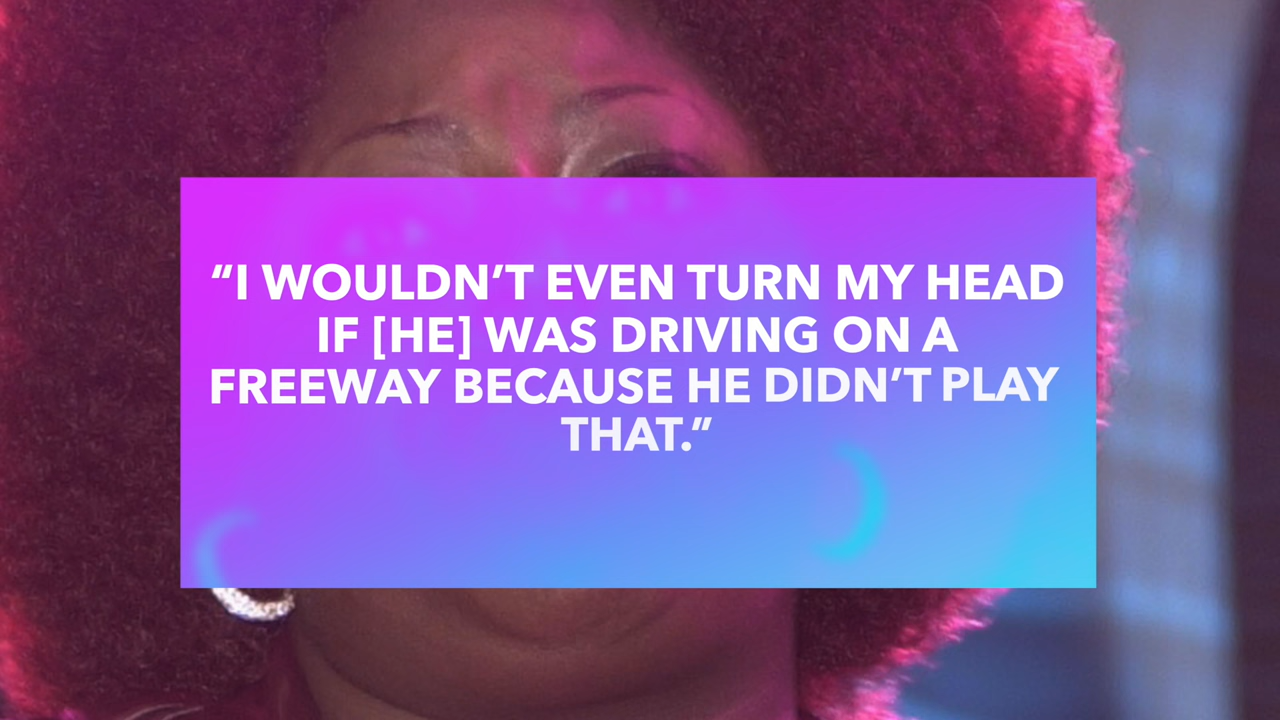 “I WOULDN’T EVEN TURN MY HEAD
IF [HE] WAS DRIVING ON A
FREEWAY BECAUSE HE DIDN’T PLAY
THAT.”